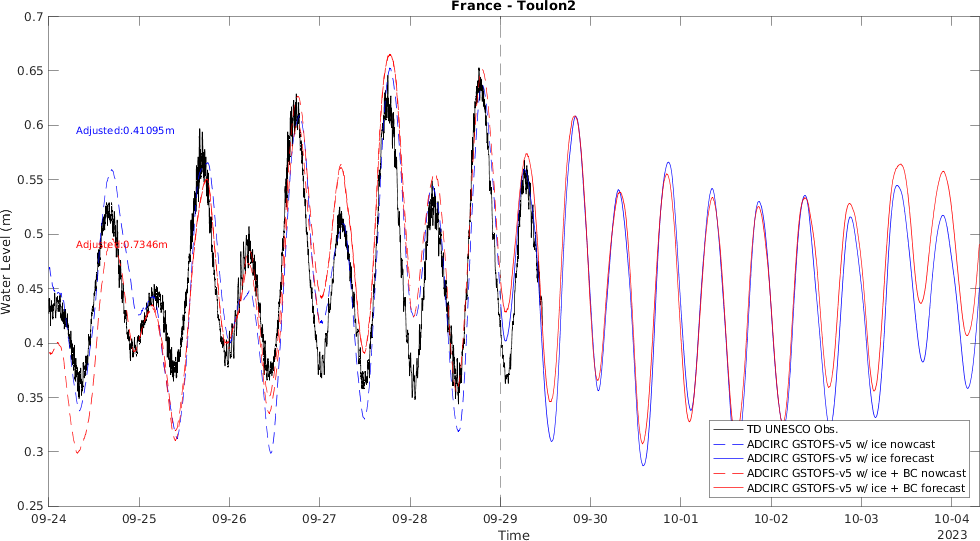 France - Toulon2
0.7
0.65
0.6
0.55
0.5
0.45
0.4
0.35
0.3
0.25
Water Level (m)
Adjusted:0.41095m
Adjusted:0.7346m
TD UNESCO Obs.
ADCIRC GSTOFS-v5 w/ ice nowcast
ADCIRC GSTOFS-v5 w/ ice forecast
ADCIRC GSTOFS-v5 w/ ice + BC nowcast
ADCIRC GSTOFS-v5 w/ ice + BC forecast
09-24 09-25 09-26 09-27 09-28 09-29 09-30 10-01 10-02 10-03 10-04
Time
2023